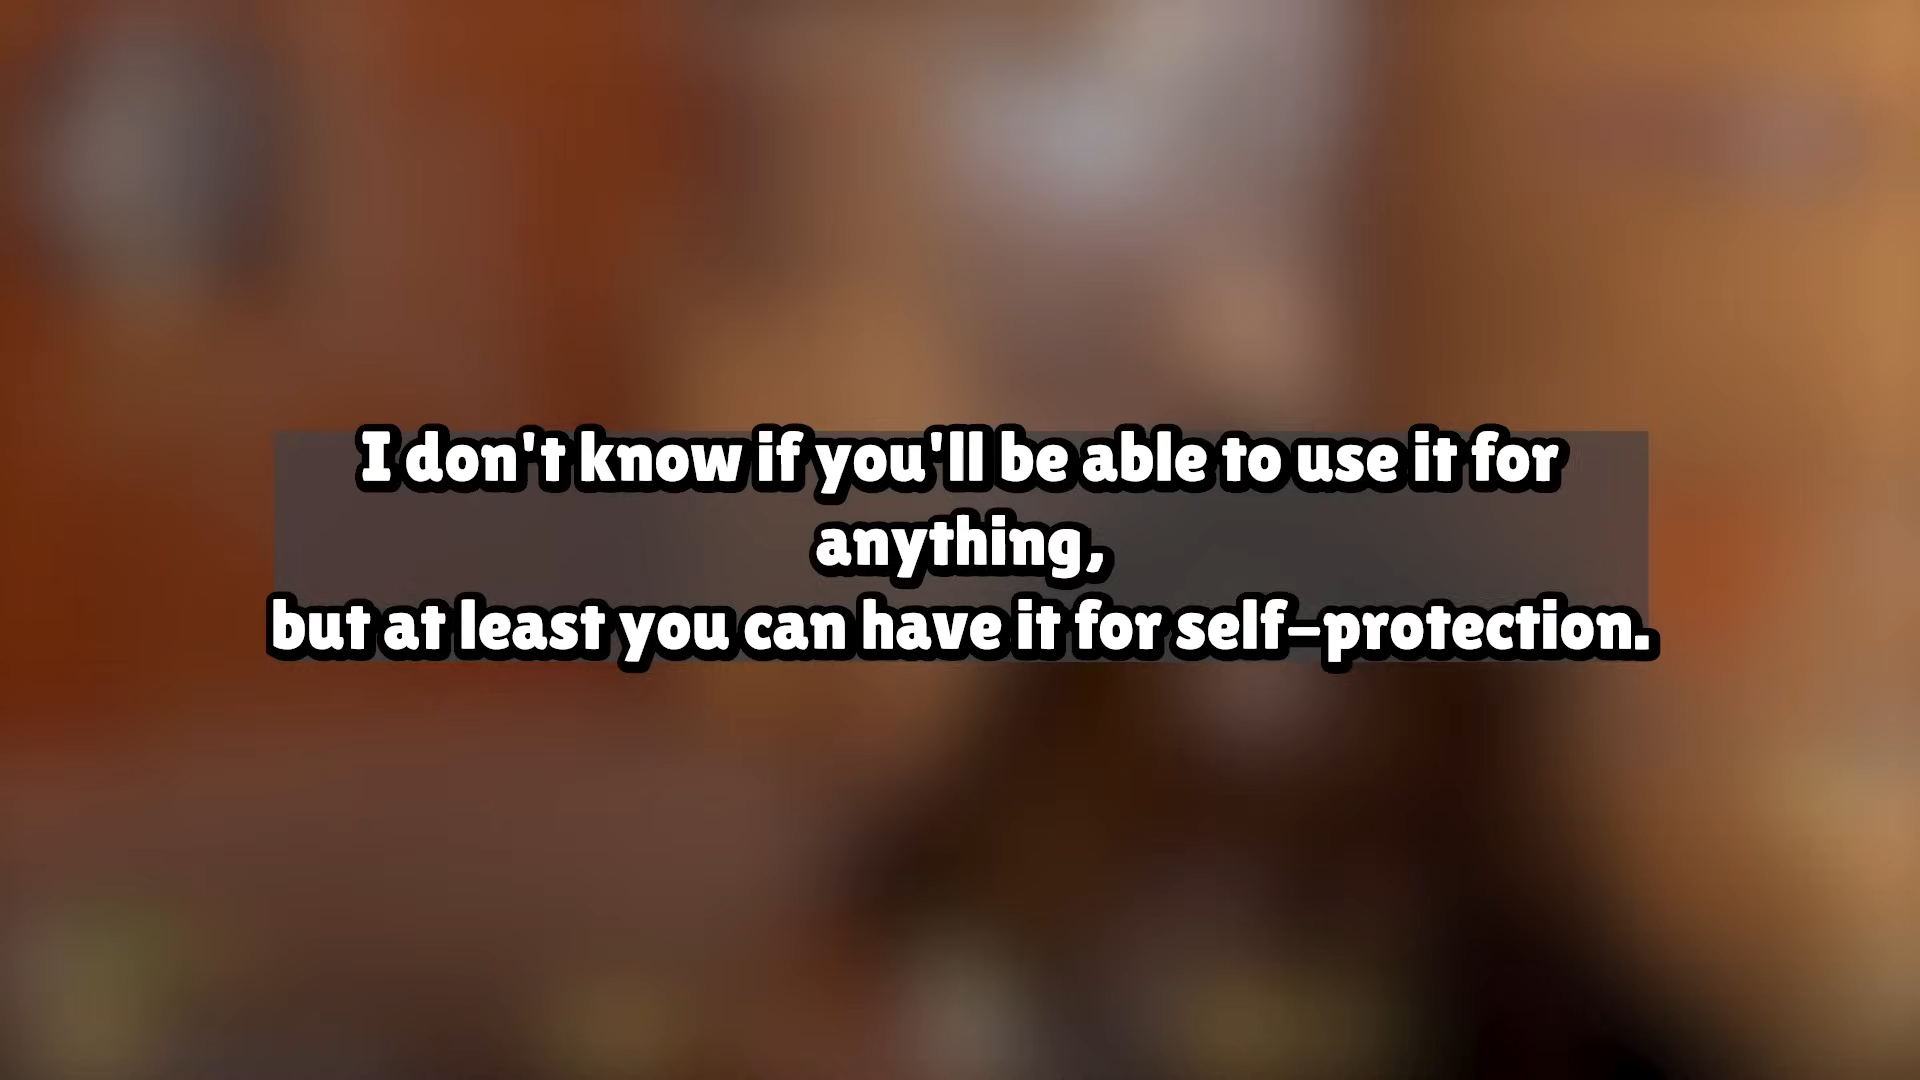 I don't know if you'll be able to use it for
anything,
but at least you can have it for self-protection.